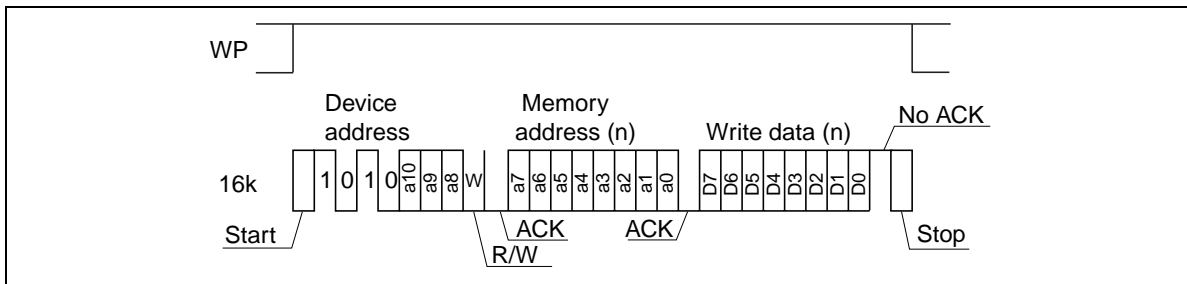 WP
Device address
Memory address (n)
Write data (n)
No ACK
16k
1 0 1 0 a10 a9 a8 W a7 a6 a5 a4 a3 a2 a1 a0 D7 D6 D5 D4 D3 D2 D1 D0
Start
ACK
ACK
Stop
R/W